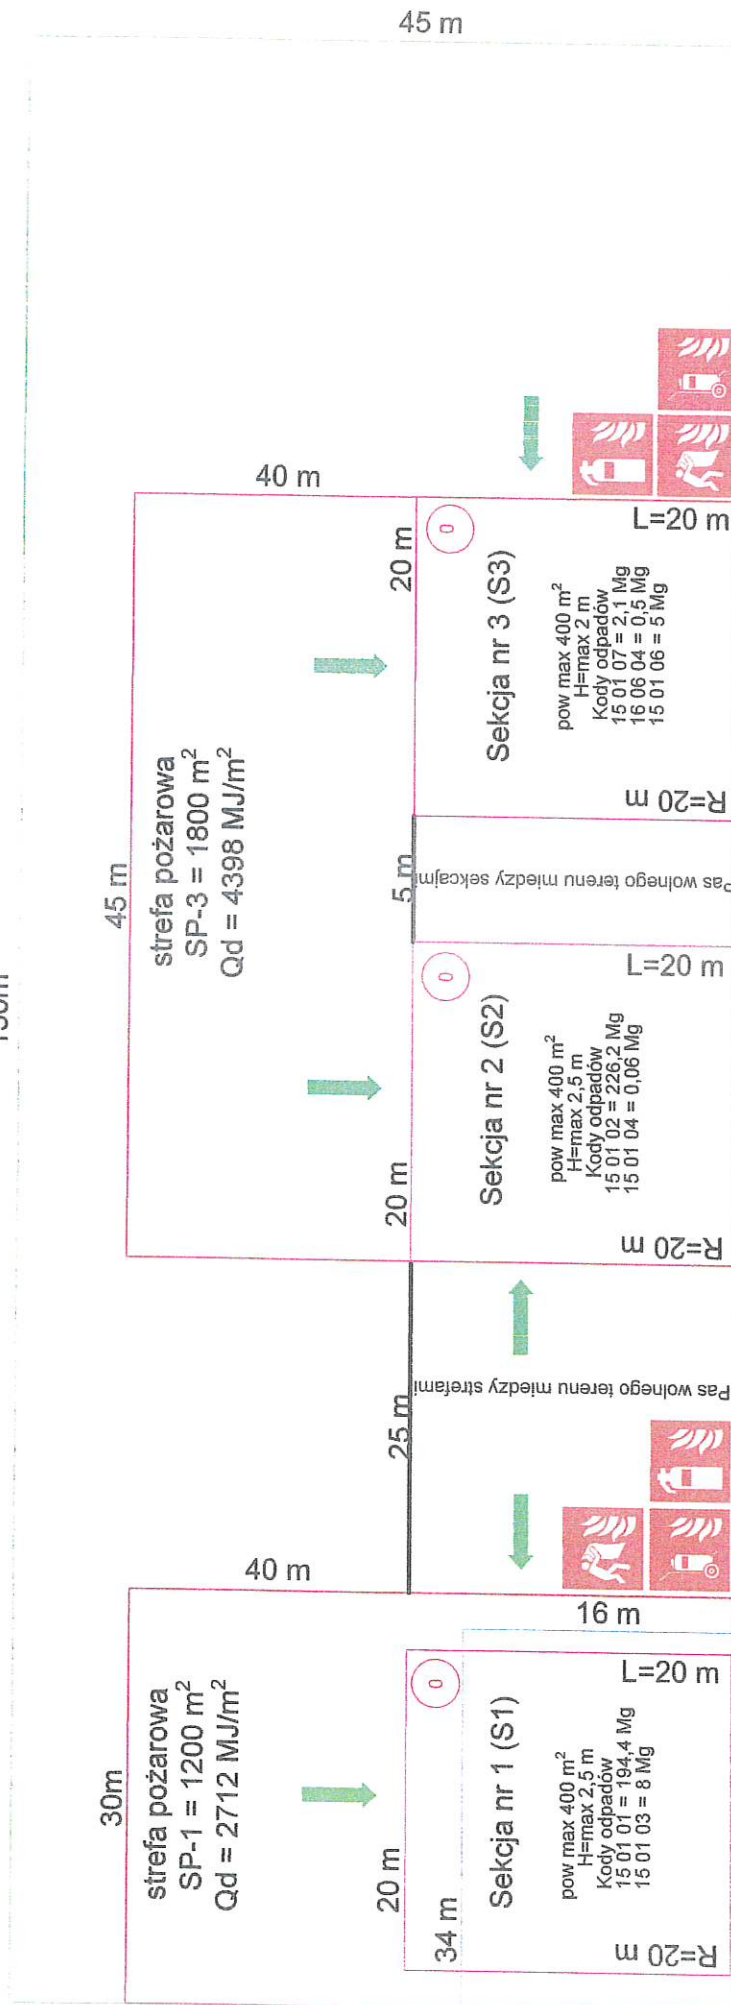 45 m
40 m
45 m
strefa pożarowa
SP-3 = 1800 m²
Qd = 4398 MJ/m²
20 m
0
L=20 m
Sekcja nr 3 (S3)
pow max 400 m²
H=max 2 m
Kody odpadów
15 01 07 = 2,1 Mg
16 06 04 = 0,5 Mg
15 01 06 = 5 Mg
R=20 m
5 m
Pas wolnego terenu miedzy sekcajmi
0
L=20 m
Sekcja nr 2 (S2)
pow max 400 m²
H=max 2,5 m
Kody odpadów
15 01 02 = 226,2 Mg
15 01 04 = 0,06 Mg
20 m
R=20 m
25 m
Pas wolnego terenu miedzy strefami
40 m
16 m
30m
strefa pożarowa
SP-1 = 1200 m²
Qd = 2712 MJ/m²
0
L=20 m
Sekcja nr 1 (S1)
pow max 400 m²
H=max 2,5 m
Kody odpadów
15 01 01 = 194,4 Mg
15 01 03 = 8 Mg
20 m
34 m
R=20 m